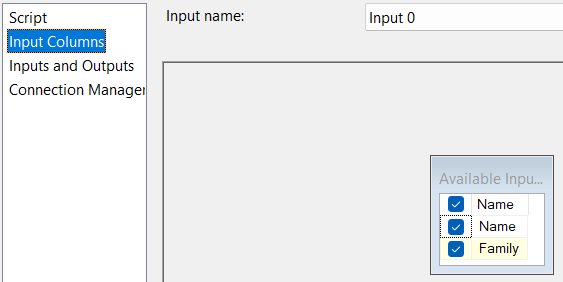 Script
Input Columns
Inputs and Outputs
Connection Manager
Input name:
Input 0
Available Inpu...
Name
Name
Family